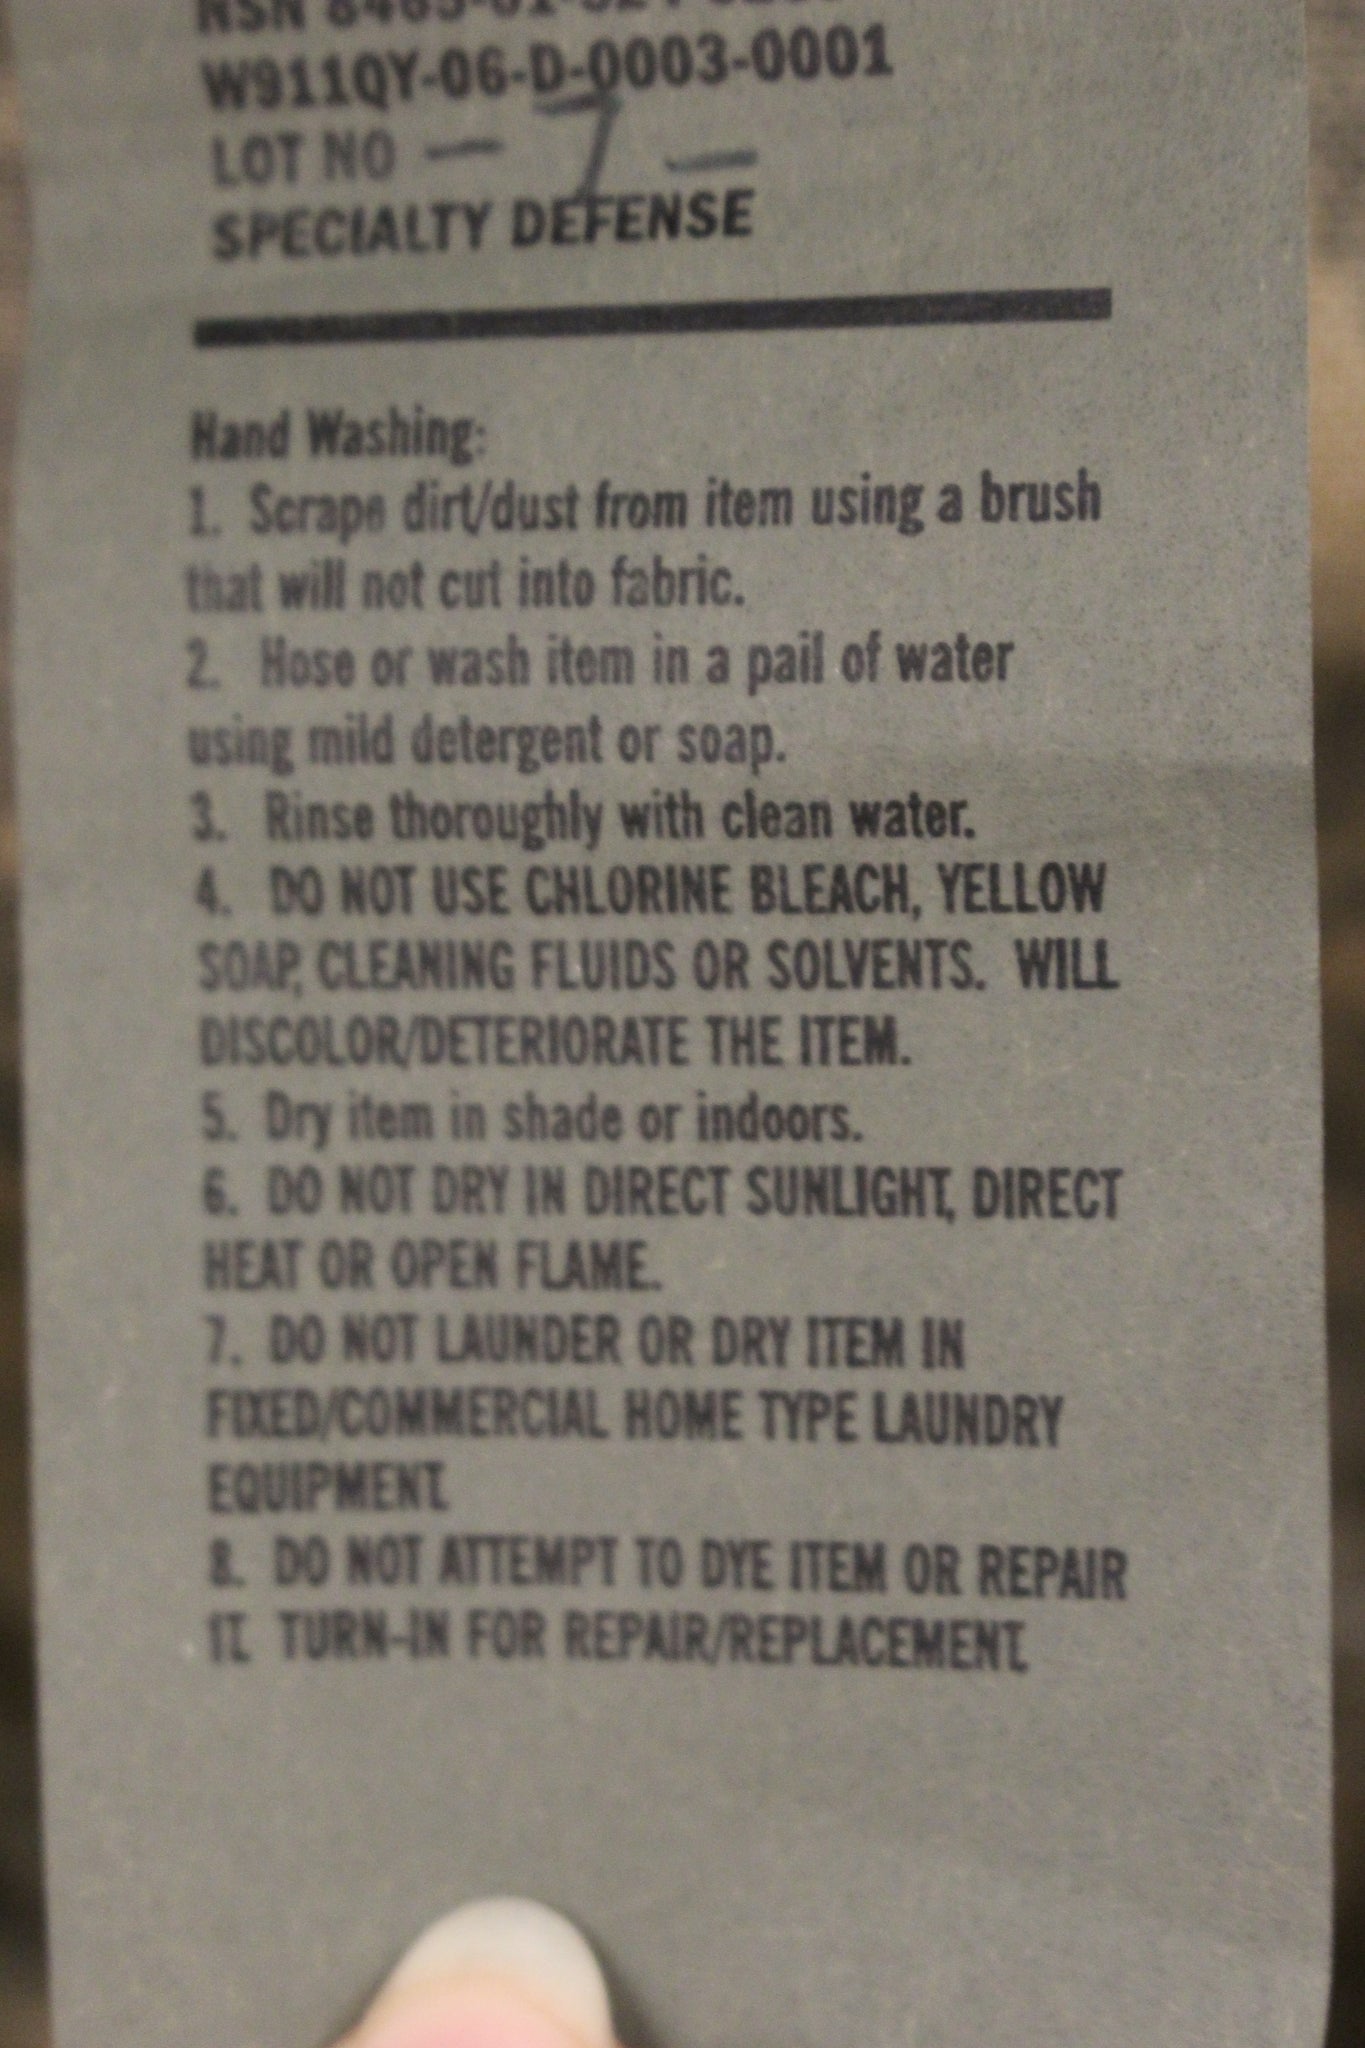 W911QY-06-D-0003-0001
LOT NO - 7 -
SPECIALTY DEFENSE
Hand Washing:
1. Scrape dirt/dust from item using a brush
that will not cut into fabric.
2. Hose or wash item in a pail of water
using mild detergent or soap.
3. Rinse thoroughly with clean water.
4. DO NOT USE CHLORINE BLEACH, YELLOW
SOAP, CLEANING FLUIDS OR SOLVENTS. WILL
DISCOLOR/DETERIORATE THE ITEM.
5. Dry item in shade or indoors.
6. DO NOT DRY IN DIRECT SUNLIGHT, DIRECT
HEAT OR OPEN FLAME.
7. DO NOT LAUNDER OR DRY ITEM IN
FIXED/COMMERCIAL HOME TYPE LAUNDRY
EQUIPMENT.
8. DO NOT ATTEMPT TO DYE ITEM OR REPAIR
IT. TURN-IN FOR REPAIR/REPLACEMENT.